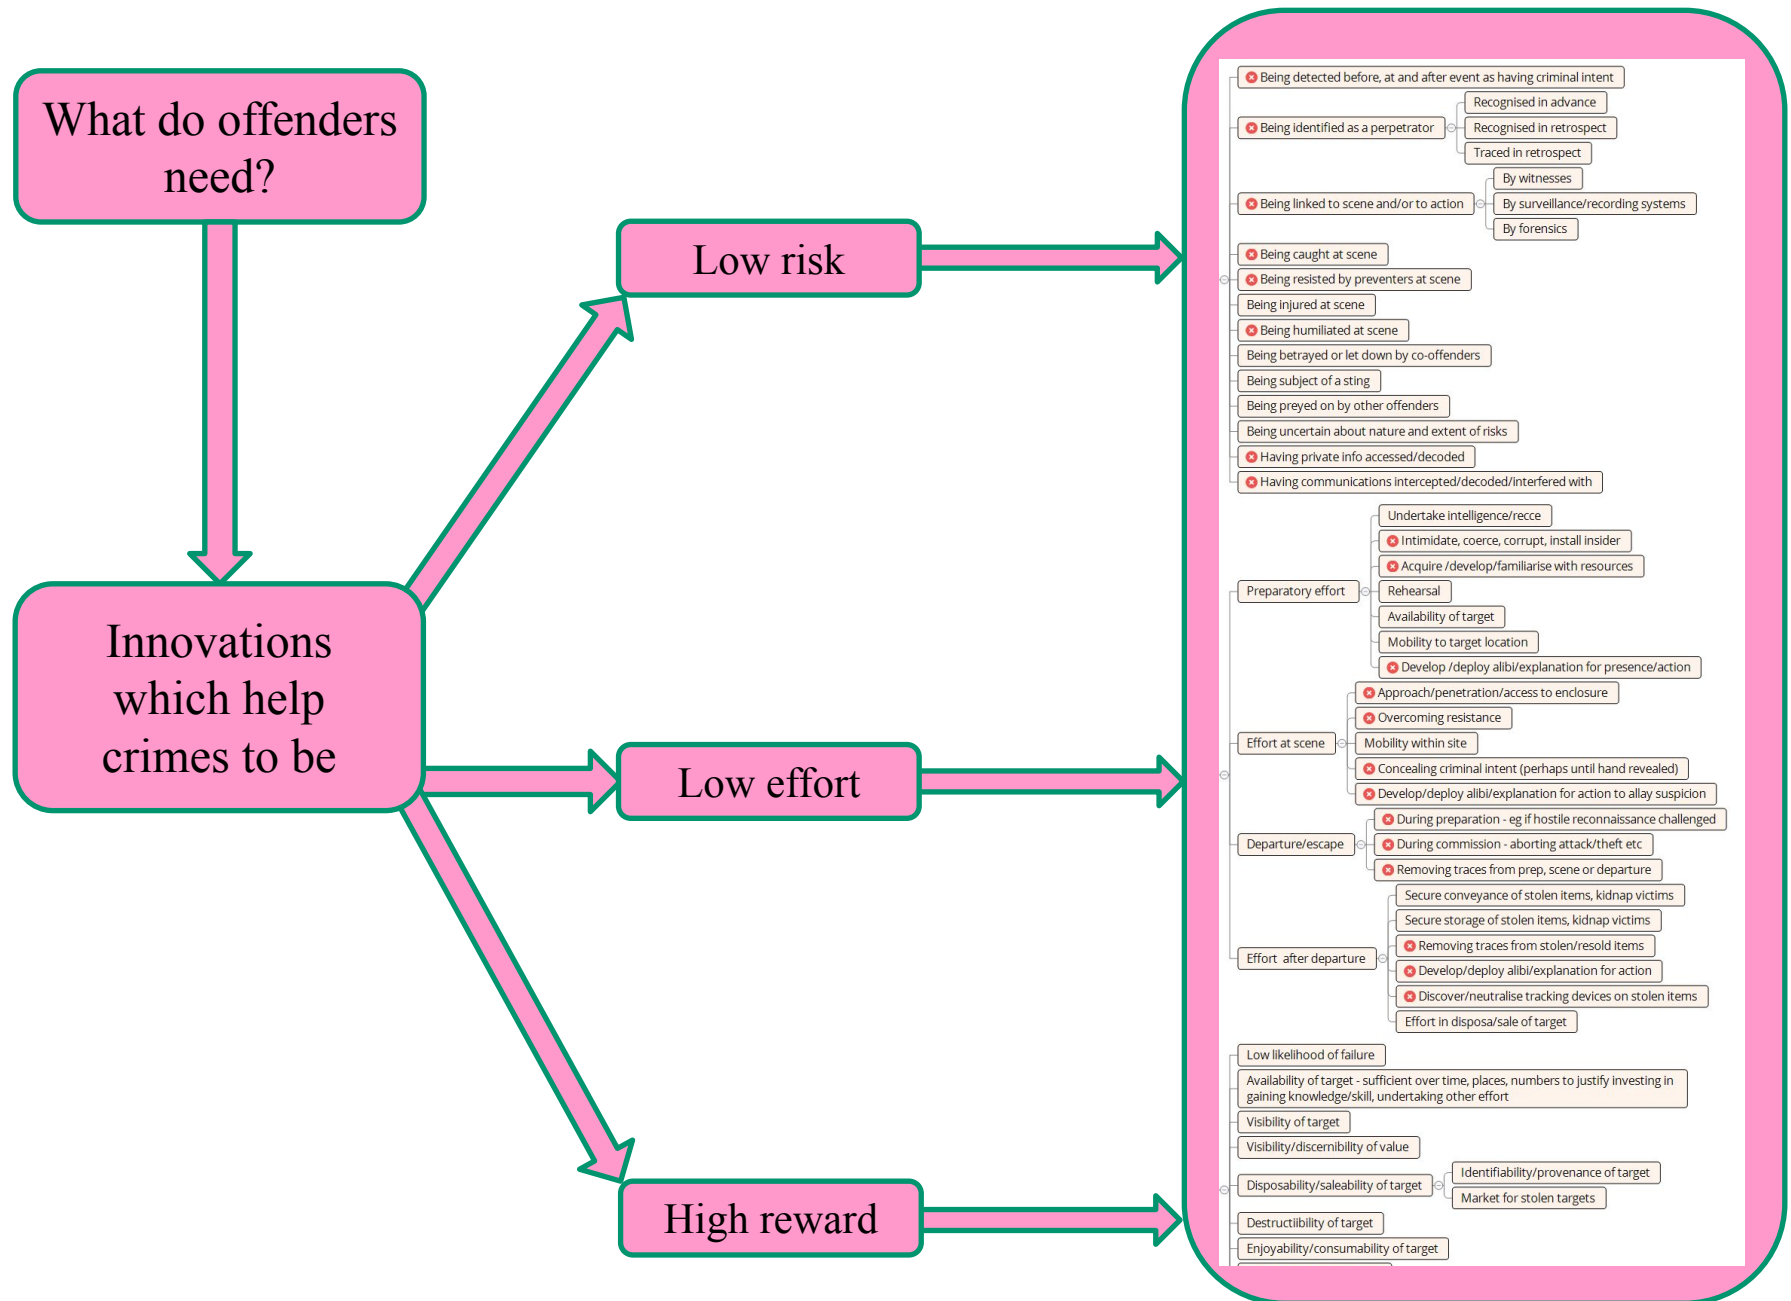 What do offenders
need?
Innovations
which help
crimes to be
Low risk
Low effort
High reward
Being detected before, at and after event as having criminal intent
Being identified as a perpetrator
Recognised in advance
Recognised in retrospect
Traced in retrospect
Being linked to scene and/or to action
By witnesses
By surveillance/recording systems
By forensics
Being caught at scene
Being resisted by preventers at scene
Being injured at scene
Being humiliated at scene
Being betrayed or let down by co-offenders
Being subject of a sting
Being preyed on by other offenders
Being uncertain about nature and extent of risks
Having private info accessed/decoded
Having communications intercepted/decoded/interfered with
Preparatory effort
Undertake intelligence/recce
Intimidate, coerce, corrupt, install insider
Acquire /develop/familiarise with resources
Rehearsal
Availability of target
Mobility to target location
Develop /deploy alibi/explanation for presence/action
Effort at scene
Approach/penetration/access to enclosure
Overcoming resistance
Mobility within site
Concealing criminal intent (perhaps until hand revealed)
Develop/deploy alibi/explanation for action to allay suspicion
Departure/escape
During preparation - eg if hostile reconnaissance challenged
During commission - aborting attack/theft etc
Removing traces from prep, scene or departure
Effort after departure
Secure conveyance of stolen items, kidnap victims
Secure storage of stolen items, kidnap victims
Removing traces from stolen/resold items
Develop/deploy alibi/explanation for action
Discover/neutralise tracking devices on stolen items
Effort in disposa/sale of target
Low likelihood of failure
Availability of target - sufficient over time, places, numbers to justify investing in
gaining knowledge/skill, undertaking other effort
Visibility of target
Visibility/discernibility of value
Disposability/saleability of target
Identifiability/provenance of target
Market for stolen targets
Destructiibility of target
Enjoyability/consumability of target